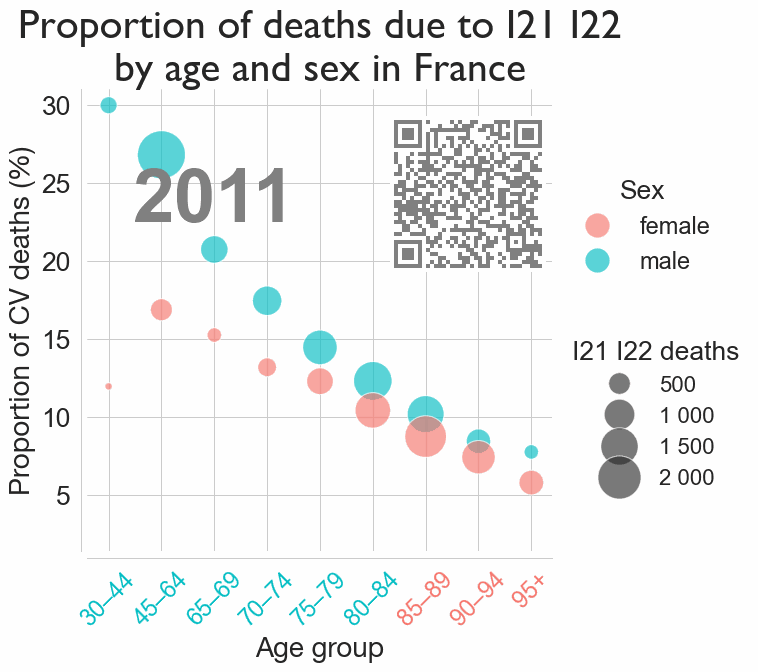 Proportion of deaths due to I21 I22
by age and sex in France
Proportion of CV deaths (%)
30
25
20
15
10
5
2011
30–44
45–64
65–69
70–74
75–79
80–84
85–89
90–94
95+
Age group
Sex
female
male
I21 I22 deaths
500
1 000
1 500
2 000